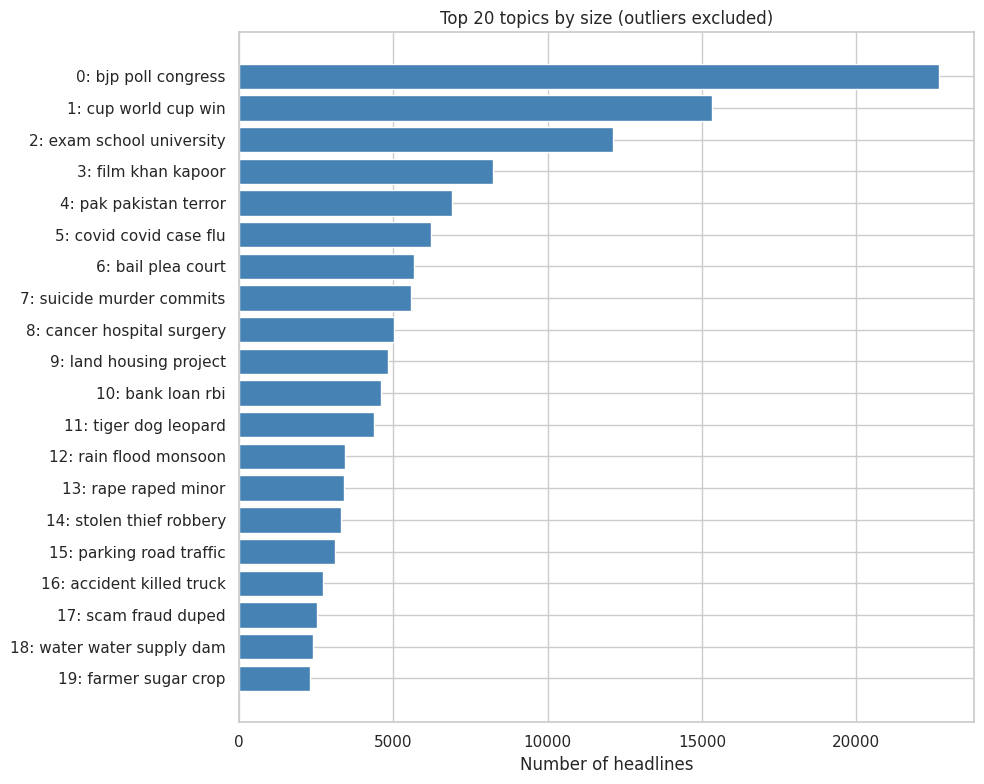 Top 20 topics by size (outliers excluded)
0: bjp poll congress
1: cup world cup win
2: exam school university
3: film khan kapoor
4: pak pakistan terror
5: covid covid case flu
6: bail plea court
7: suicide murder commits
8: cancer hospital surgery
9: land housing project
10: bank loan rbi
11: tiger dog leopard
12: rain flood monsoon
13: rape raped minor
14: stolen thief robbery
15: parking road traffic
16: accident killed truck
17: scam fraud duped
18: water water supply dam
19: farmer sugar crop
0 5000 10000 15000 20000
Number of headlines